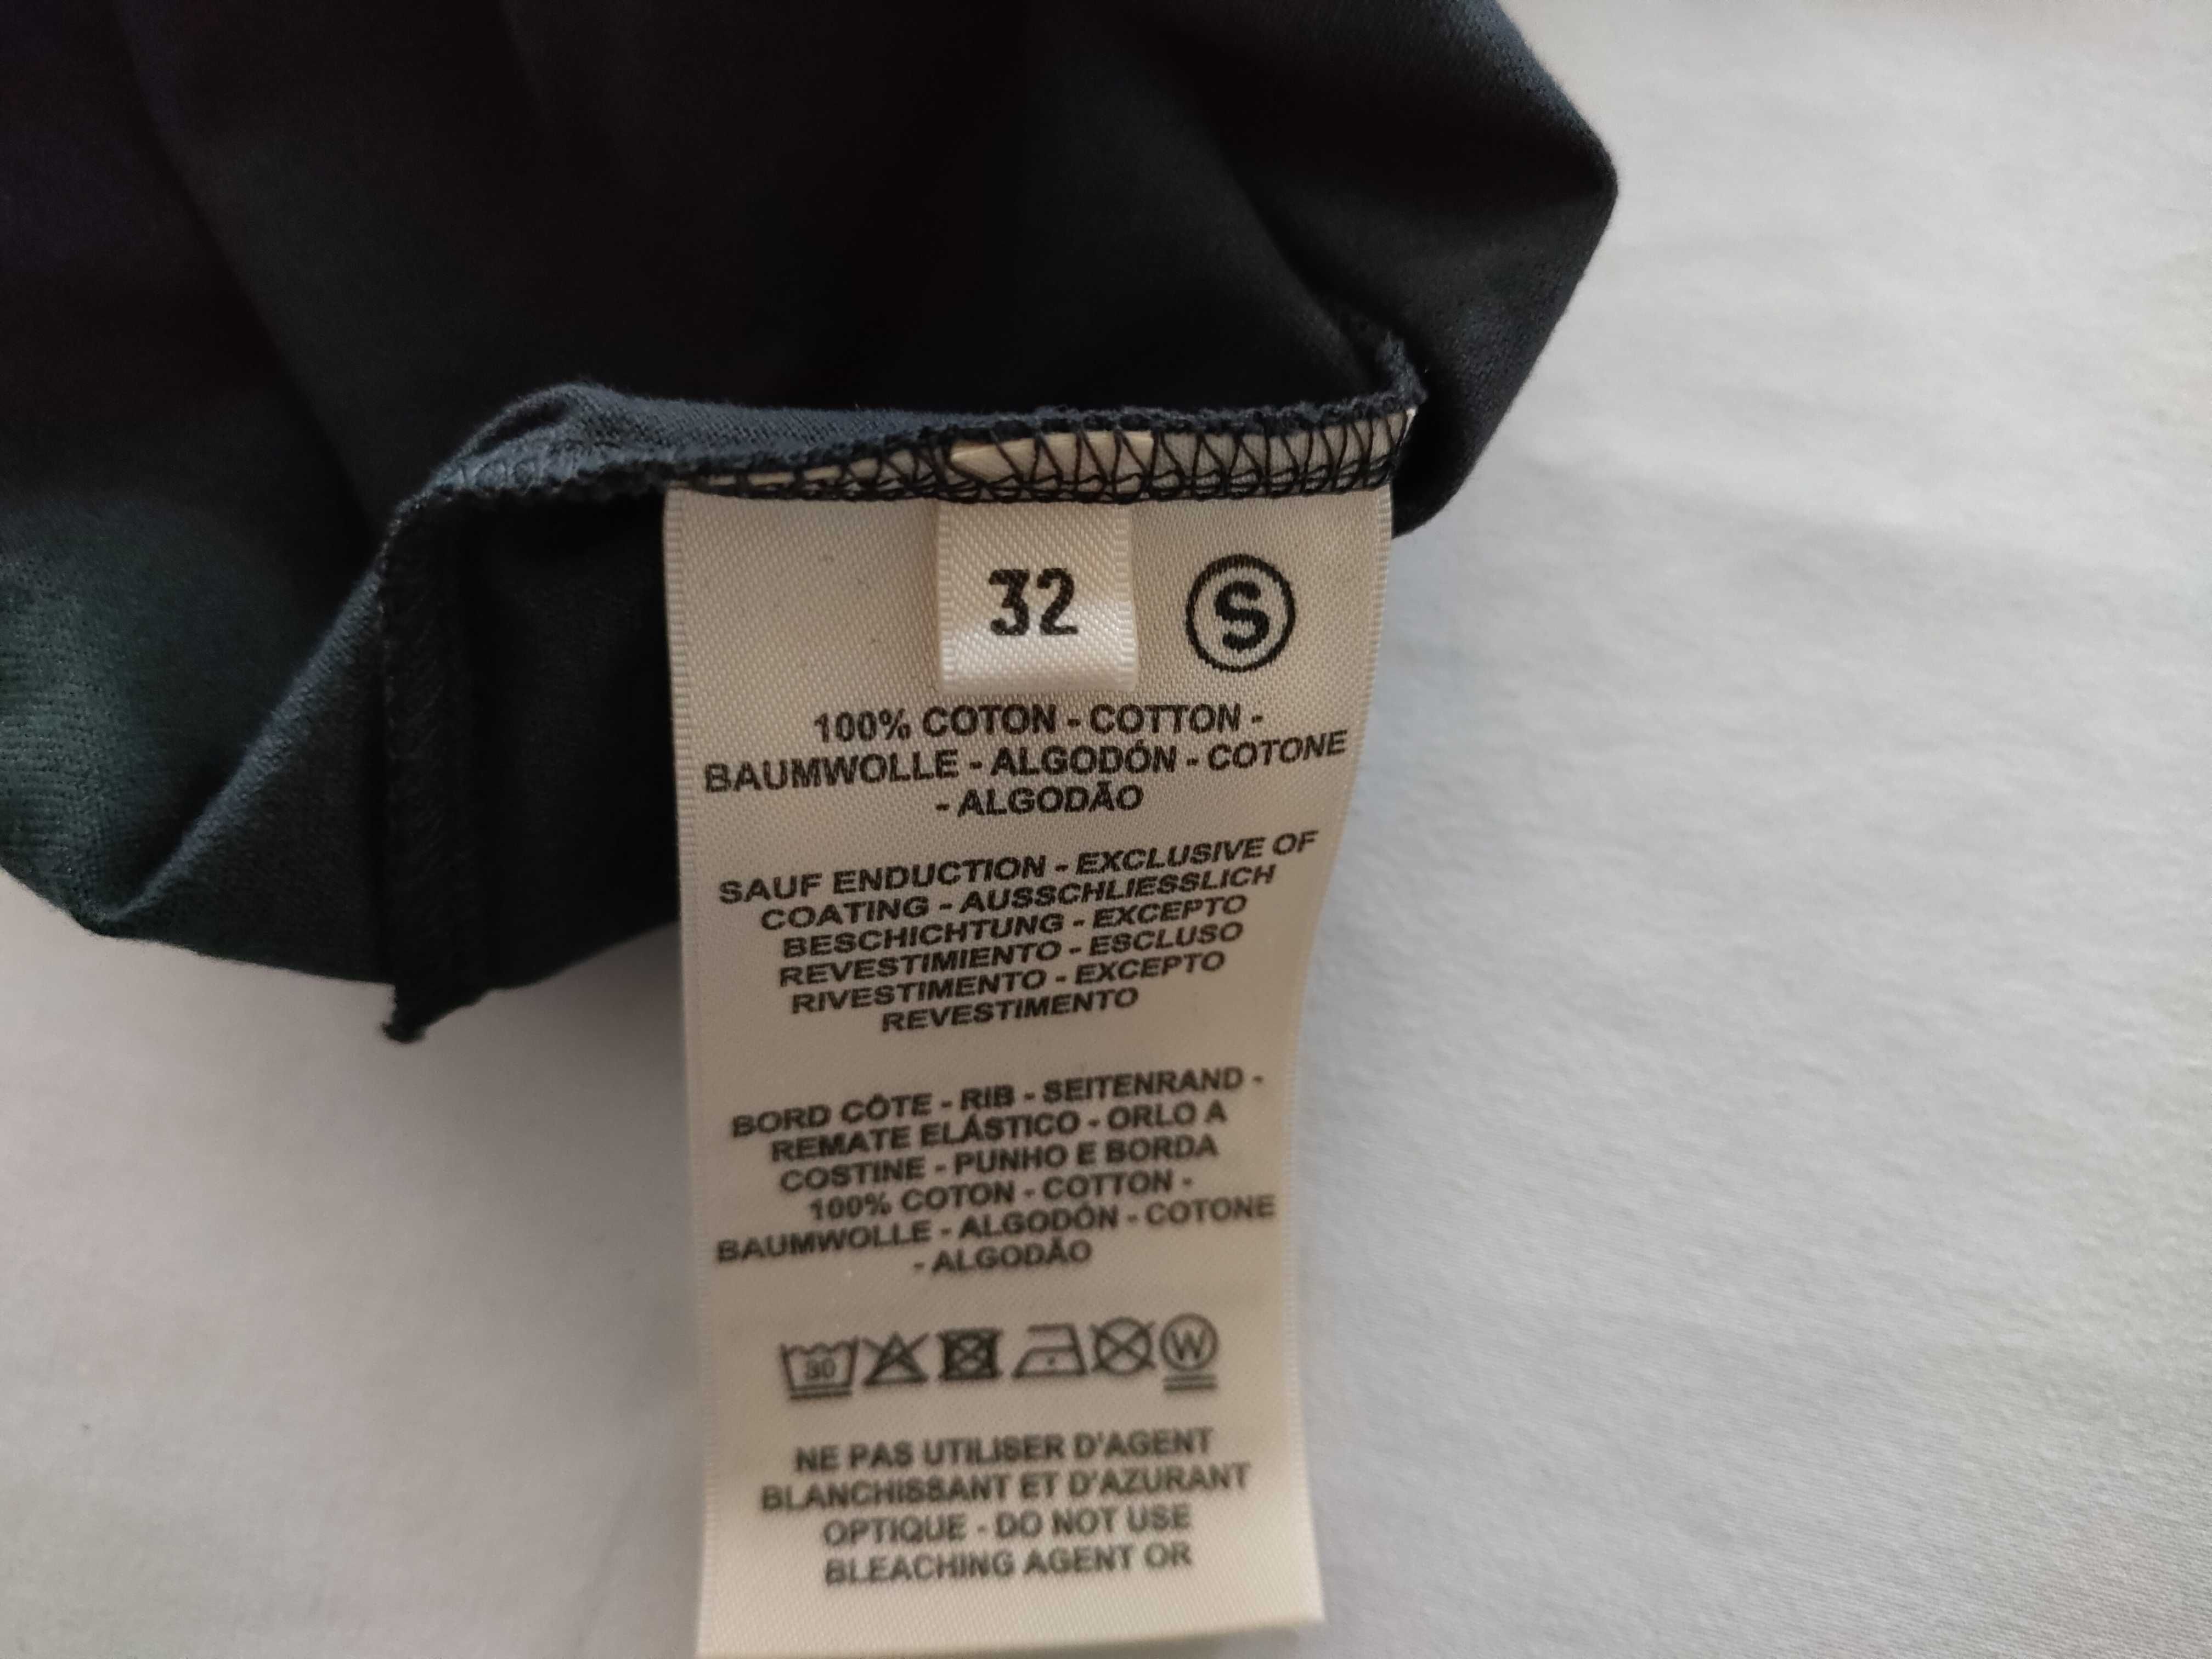 32
S
100% COTON - COTTON -
BAUMWOLLE - ALGODÓN - COTONE
- ALGODÃO
SAUF ENDUCTION - EXCLUSIVE OF
COATING - AUSSCHLIESSLICH
BESCHICHTUNG - EXCEPTO
REVESTIMIENTO - ESCLUSO
RIVESTIMENTO - EXCEPTO
REVESTIMENTO
BORD CÔTE - RIB - SEITENRAND -
REMATE ELÁSTICO - ORLO A
COSTINE - PUNHO E BORDA
100% COTON - COTTON -
BAUMWOLLE - ALGODÓN - COTONE
- ALGODÃO
30 W
NE PAS UTILISER D'AGENT
BLANCHISSANT ET D'AZURANT
OPTIQUE - DO NOT USE
BLEACHING AGENT OR